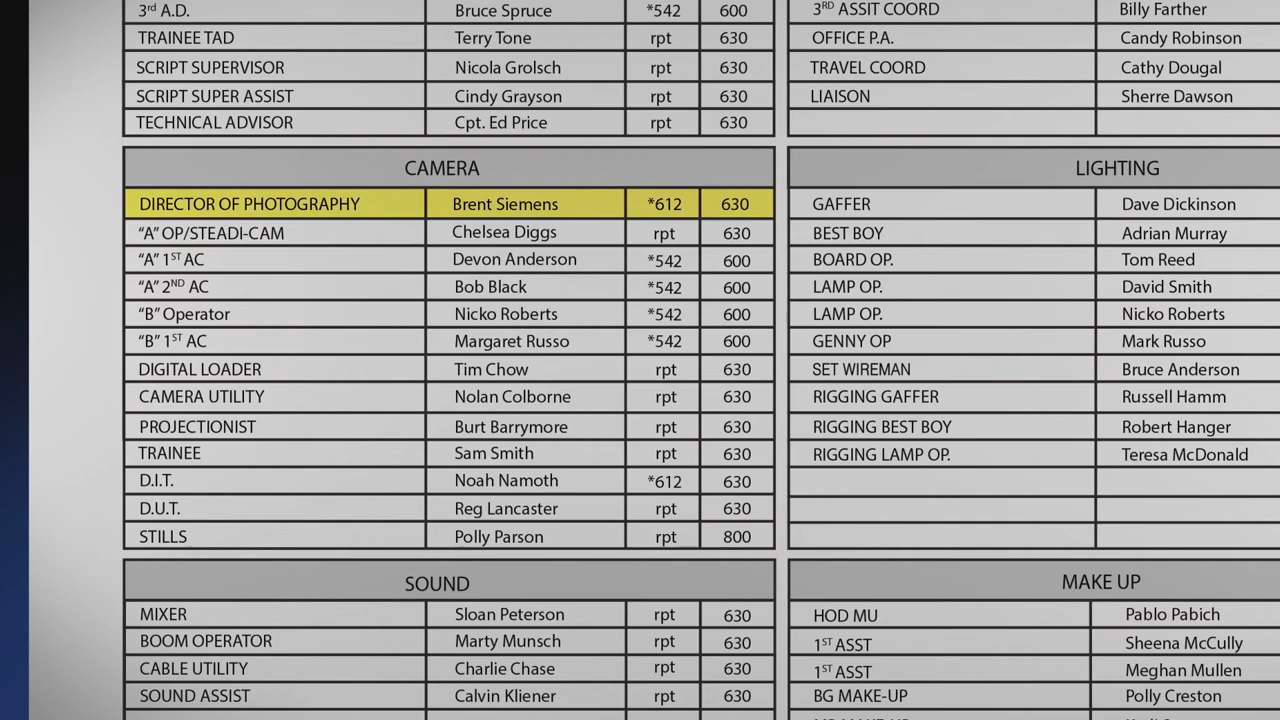 3rd A.D. Bruce Spruce *542 600
TRAINEE TAD Terry Tone rpt 630
SCRIPT SUPERVISOR Nicola Grolsch rpt 630
SCRIPT SUPER ASSIST Cindy Grayson rpt 630
TECHNICAL ADVISOR Cpt. Ed Price rpt 630
3RD ASSIT COORD Billy Farther
OFFICE P.A. Candy Robinson
TRAVEL COORD Cathy Dougal
LIAISON Sherre Dawson
CAMERA
DIRECTOR OF PHOTOGRAPHY Brent Siemens *612 630
“A” OP/STEADI-CAM Chelsea Diggs rpt 630
“A” 1ST AC Devon Anderson *542 600
“A” 2ND AC Bob Black *542 600
“B” Operator Nicko Roberts *542 600
“B” 1ST AC Margaret Russo *542 600
DIGITAL LOADER Tim Chow rpt 630
CAMERA UTILITY Nolan Colborne rpt 630
PROJECTIONIST Burt Barrymore rpt 630
TRAINEE Sam Smith rpt 630
D.I.T. Noah Namoth *612 630
D.U.T. Reg Lancaster rpt 630
STILLS Polly Parson rpt 800
LIGHTING
GAFFER Dave Dickinson
BEST BOY Adrian Murray
BOARD OP. Tom Reed
LAMP OP. David Smith
LAMP OP. Nicko Roberts
GENNY OP Mark Russo
SET WIREMAN Bruce Anderson
RIGGING GAFFER Russell Hamm
RIGGING BEST BOY Robert Hanger
RIGGING LAMP OP. Teresa McDonald
SOUND
MIXER Sloan Peterson rpt 630
BOOM OPERATOR Marty Munsch rpt 630
CABLE UTILITY Charlie Chase rpt 630
SOUND ASSIST Calvin Kliener rpt 630
MAKE UP
HOD MU Pablo Pabich
1ST ASST Sheena McCully
1ST ASST Meghan Mullen
BG MAKE-UP Polly Creston